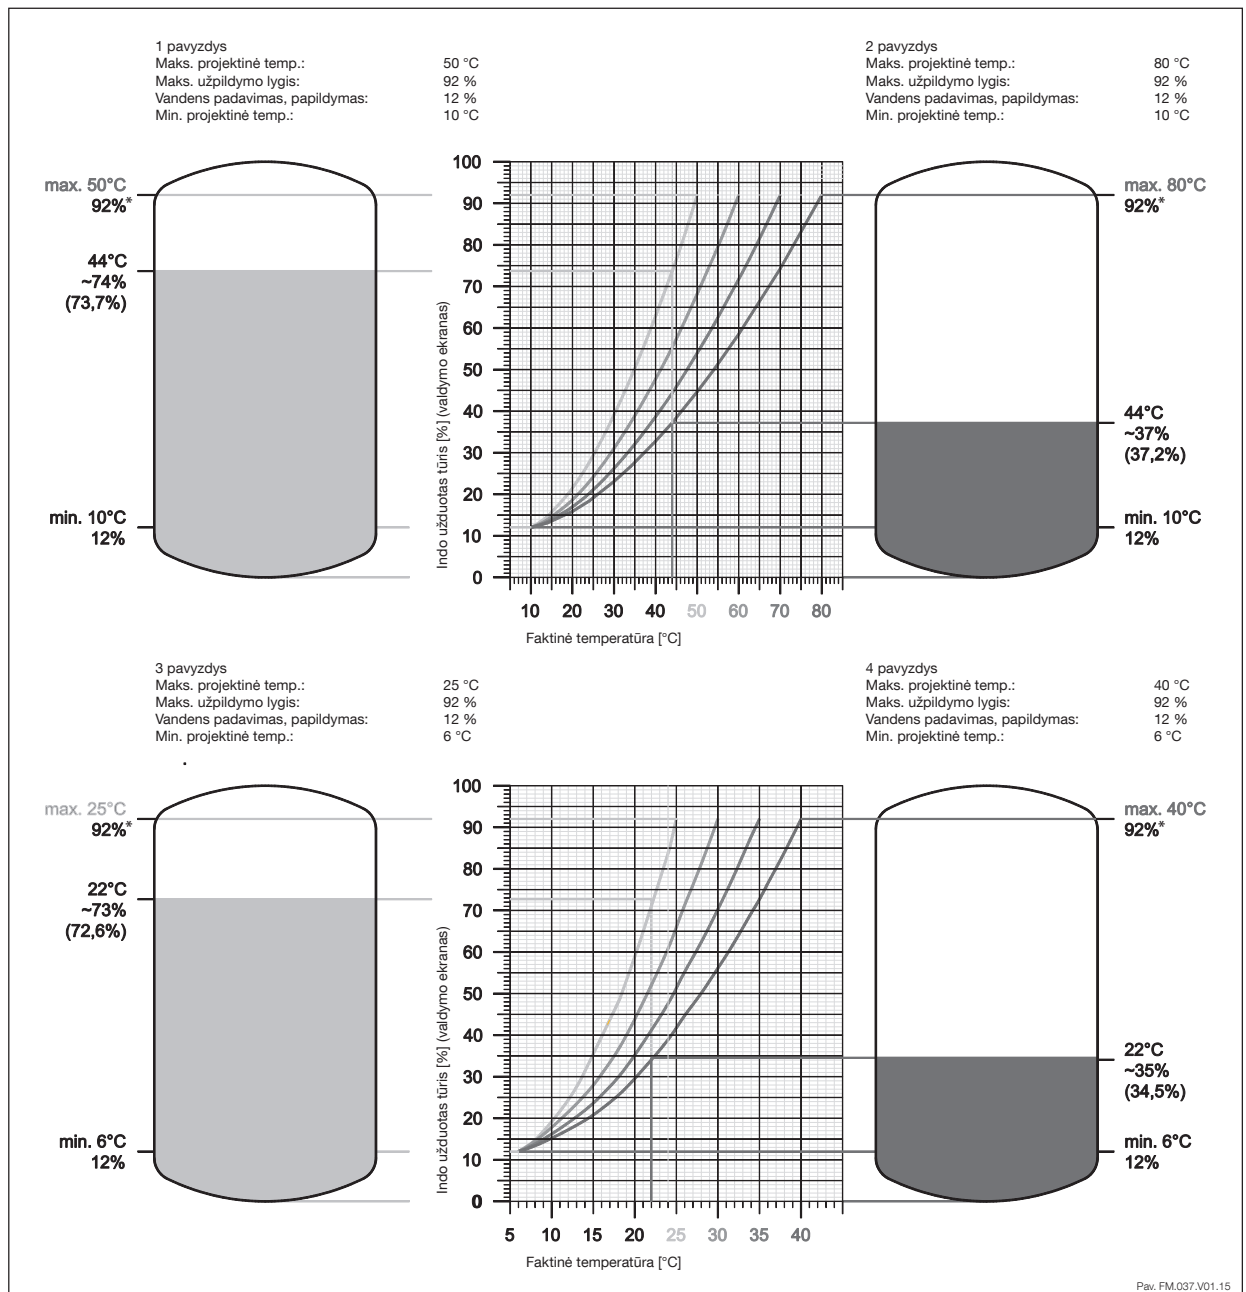 1 pavyzdys
Maks. projektinė temp.: 50 °C
Maks. užpildymo lygis: 92 %
Vandens padavimas, papildymas: 12 %
Min. projektinė temp.: 10 °C
2 pavyzdys
Maks. projektinė temp.: 80 °C
Maks. užpildymo lygis: 92 %
Vandens padavimas, papildymas: 12 %
Min. projektinė temp.: 10 °C
max. 50°C
92%*
44°C
~74%
(73,7%)
min. 10°C
12%
Indo užduotas tūris [%] (valdymo ekranas)
100
90
80
70
60
50
40
30
20
10
0
10 20 30 40 50 60 70 80
Faktinė temperatūra [°C]
max. 80°C
92%*
44°C
~37%
(37,2%)
min. 10°C
12%
3 pavyzdys
Maks. projektinė temp.: 25 °C
Maks. užpildymo lygis: 92 %
Vandens padavimas, papildymas: 12 %
Min. projektinė temp.: 6 °C
4 pavyzdys
Maks. projektinė temp.: 40 °C
Maks. užpildymo lygis: 92 %
Vandens padavimas, papildymas: 12 %
Min. projektinė temp.: 6 °C
max. 25°C
92%*
22°C
~73%
(72,6%)
min. 6°C
12%
Indo užduotas tūris [%] (valdymo ekranas)
100
90
80
70
60
50
40
30
20
10
0
5 10 15 20 25 30 35 40
Faktinė temperatūra [°C]
max. 40°C
92%*
22°C
~35%
(34,5%)
min. 6°C
12%
Pav. FM.037.V01.15